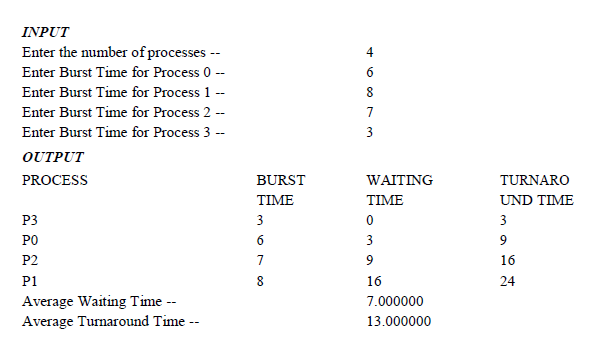 INPUT
Enter the number of processes -- 4
Enter Burst Time for Process 0 -- 6
Enter Burst Time for Process 1 -- 8
Enter Burst Time for Process 2 -- 7
Enter Burst Time for Process 3 -- 3
OUTPUT
PROCESS BURST WAITING TURNARO
TIME TIME UND TIME
P3 3 0 3
P0 6 3 9
P2 7 9 16
P1 8 16 24
Average Waiting Time -- 7.000000
Average Turnaround Time -- 13.000000